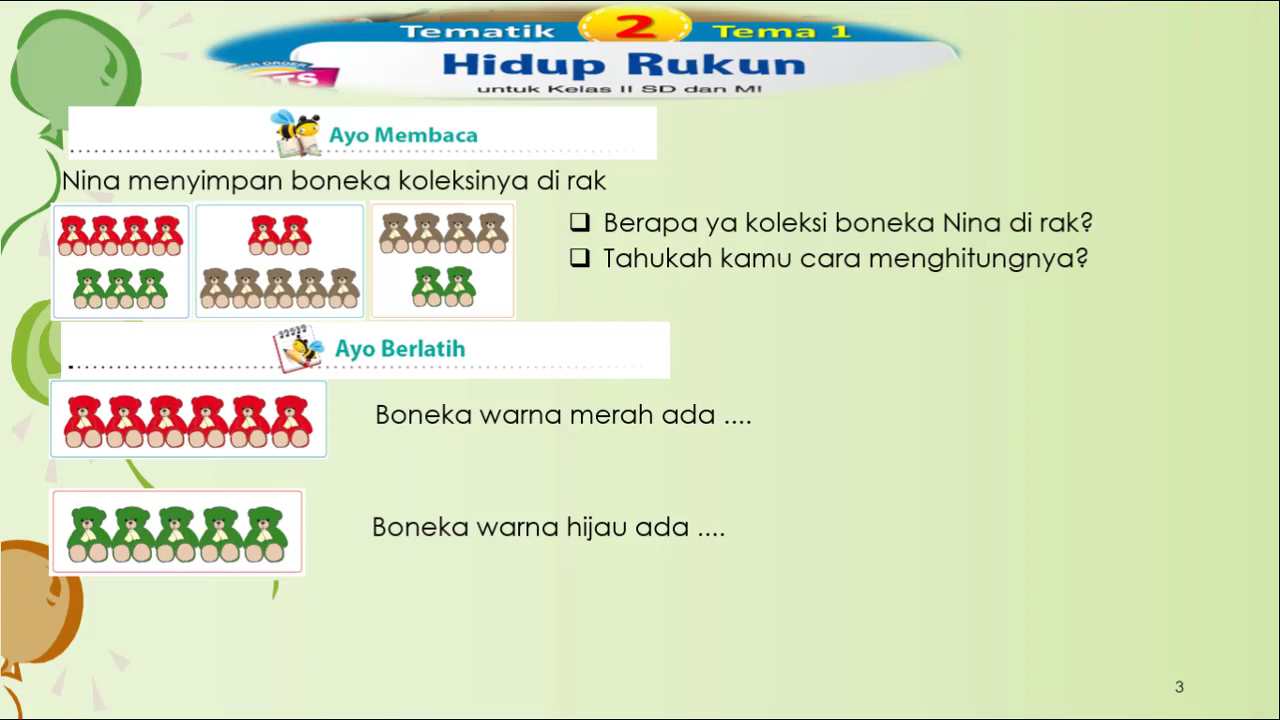 Tematik 2 Tema 1
Hidup Rukun
untuk Kelas II SD dan MI
Ayo Membaca
Nina menyimpan boneka koleksinya di rak
❑ Berapa ya koleksi boneka Nina di rak?
❑ Tahukah kamu cara menghitungnya?
Ayo Berlatih
Boneka warna merah ada ....
Boneka warna hijau ada ....
3